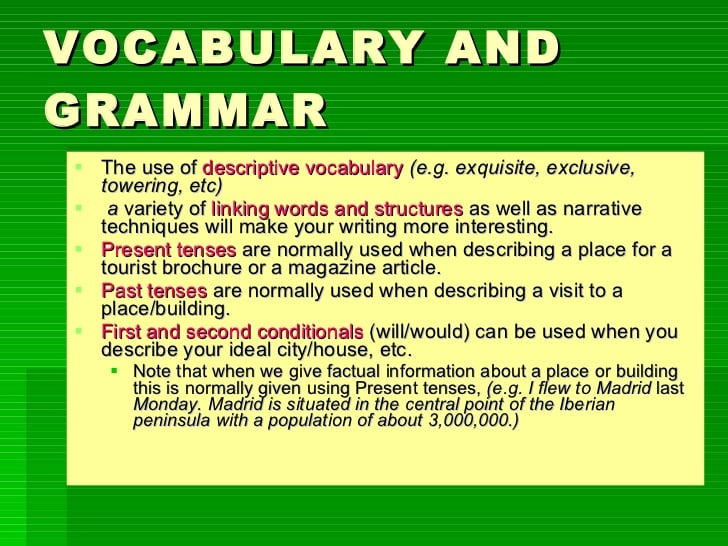 VOCABULARY AND
GRAMMAR
The use of descriptive vocabulary (e.g. exquisite, exclusive,
towering, etc)
a variety of linking words and structures as well as narrative
techniques will make your writing more interesting.
Present tenses are normally used when describing a place for a
tourist brochure or a magazine article.
Past tenses are normally used when describing a visit to a
place/building.
First and second conditionals (will/would) can be used when you
describe your ideal city/house, etc.
Note that when we give factual information about a place or building
this is normally given using Present tenses, (e.g. I flew to Madrid last
Monday. Madrid is situated in the central point of the Iberian
peninsula with a population of about 3,000,000.)